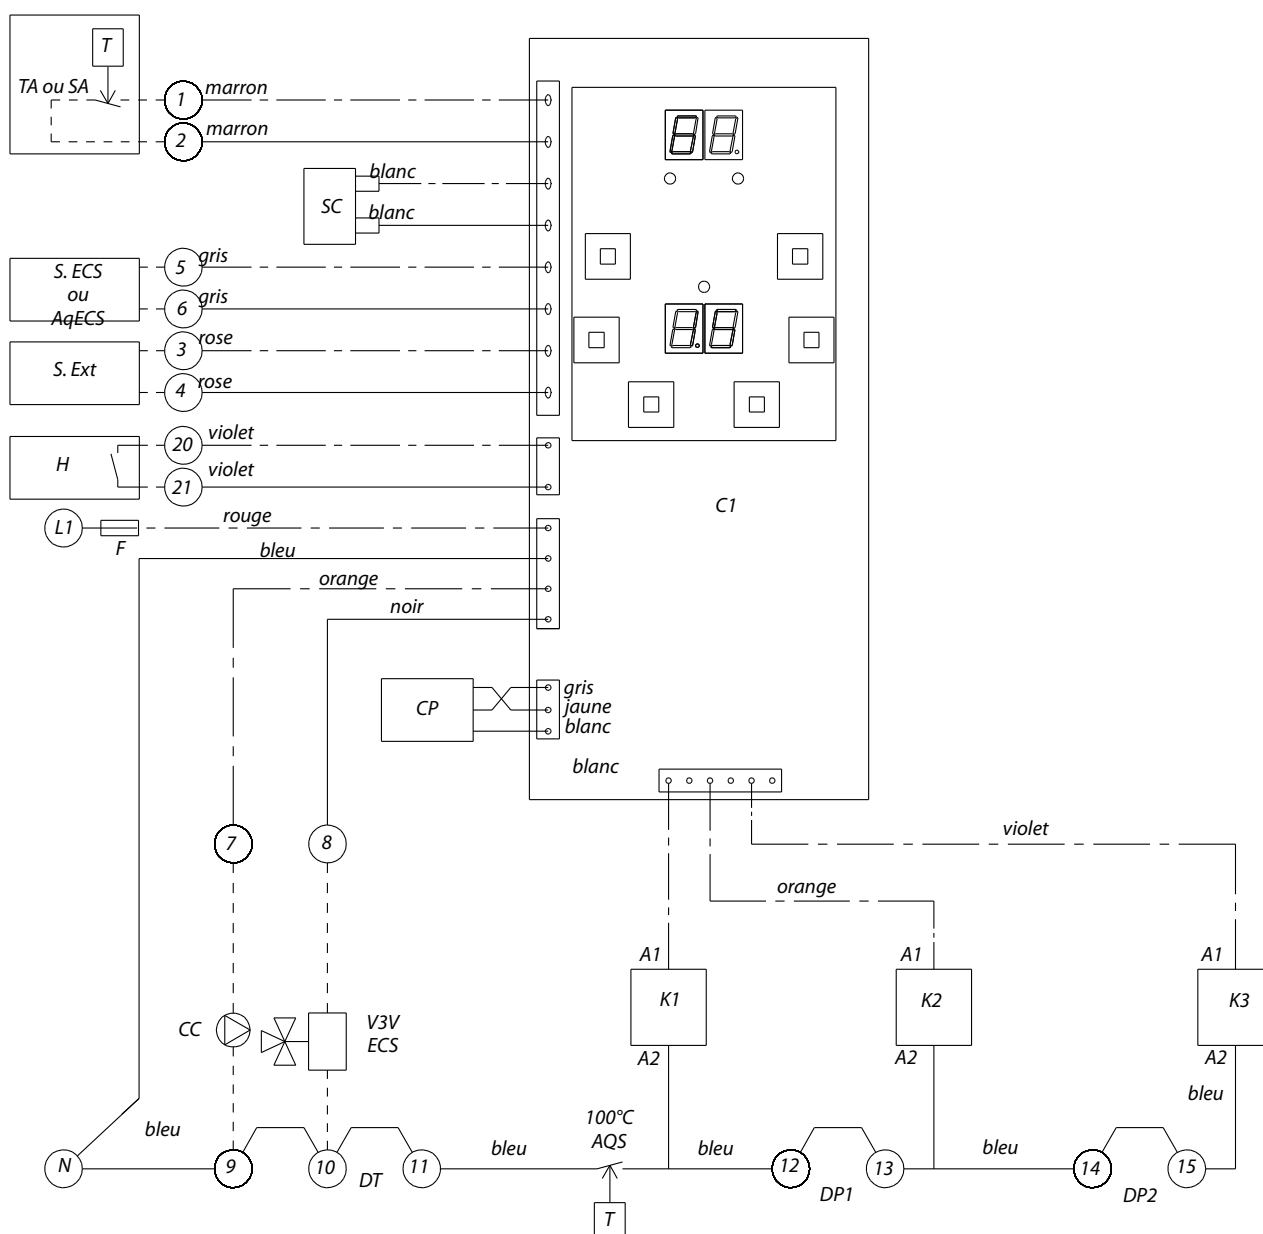 T
TA ou SA
1 marron
2 marron
SC
blanc
blanc
S. ECS
ou
AqECS
5 gris
6 gris
S. Ext
3 rose
4 rose
H
20 violet
21 violet
L1
F
rouge
bleu
orange
noir
C1
CP
gris
jaune
blanc
blanc
7
8
violet
orange
A1
K1
A2
A1
K2
A2
A1
K3
A2
bleu
CC
V3V
ECS
N
bleu
9
10
DT
11
bleu
100°C
AQS
T
bleu
12
DP1
13
bleu
14
DP2
15